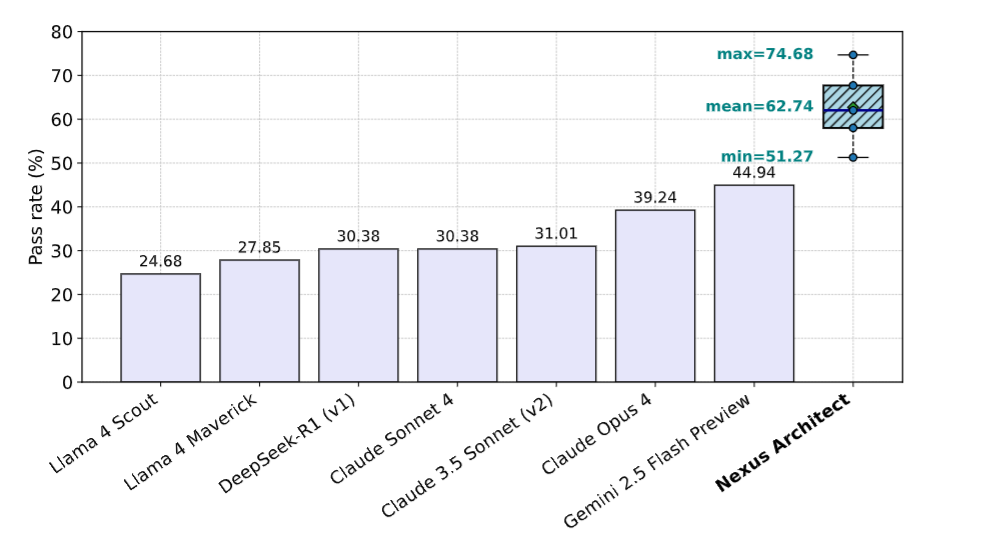 Pass rate (%)
80
70
60
50
40
30
20
10
0
max=74.68
mean=62.74
min=51.27
24.68
27.85
30.38
30.38
31.01
39.24
44.94
Llama 4 Scout
Llama 4 Maverick
DeepSeek-R1 (v1)
Claude Sonnet 4
Claude 3.5 Sonnet (v2)
Claude Opus 4
Gemini 2.5 Flash Preview
Nexus Architect